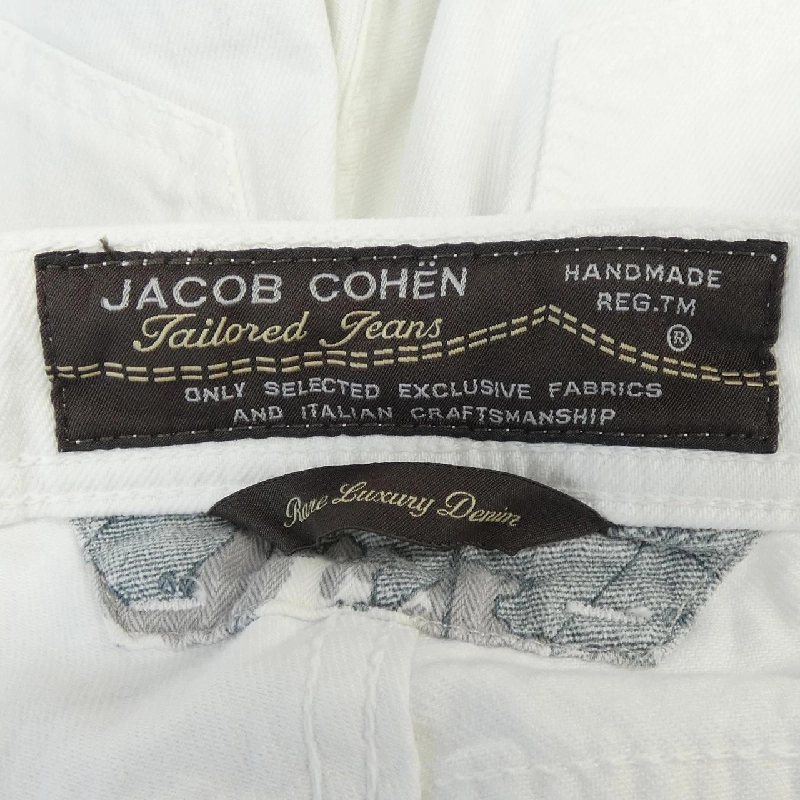 JACOB COHËN
Tailored Jeans
HANDMADE
REG.TM
®
ONLY SELECTED EXCLUSIVE FABRICS
AND ITALIAN CRAFTSMANSHIP
Rare Luxury Denim